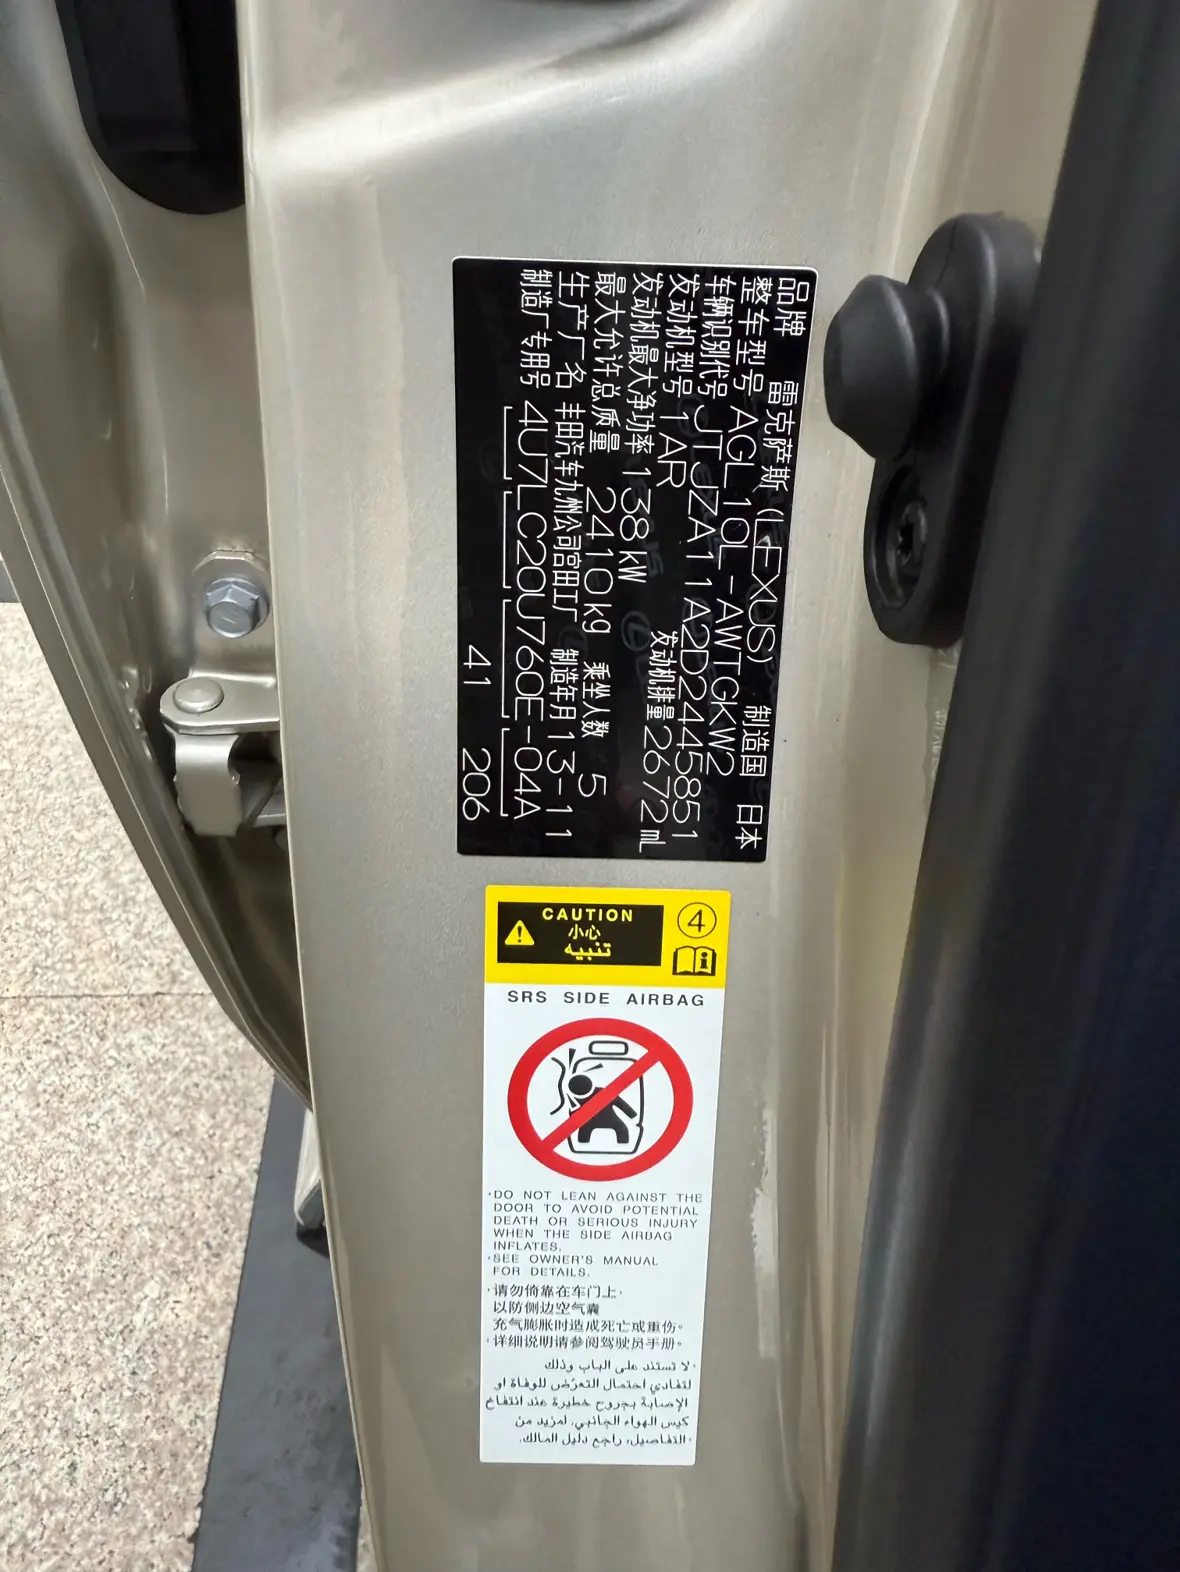 品牌 雷克萨斯 (LEXUS) 制造国 日本
整车型号 AGL10L-AWTGKW2
车辆识别代号 JTJZA11A2D2445851
发动机型号 1AR 发动机排量 2672mL
发动机最大净功率 138kW
最大允许总质量 2410kg 乘坐人数 5
生产厂名 丰田汽车九州公司宫田工厂 制造年月 13-11
制造厂专用号 4U7LC20U760E-04A
41 206
CAUTION
小心
تنبيه
4
SRS SIDE AIRBAG
·DO NOT LEAN AGAINST THE
DOOR TO AVOID POTENTIAL
DEATH OR SERIOUS INJURY
WHEN THE SIDE AIRBAG
INFLATES.
·SEE OWNER'S MANUAL
FOR DETAILS.
·请勿倚靠在车门上,
以防侧边空气囊
充气膨胀时造成死亡或重伤。
·详细说明请参阅驾驶员手册。
·لا تستند على الباب وذلك
لتفادي احتمال التعرّض للوفاة او
الإصابة بجروح خطيرة عند انتفاخ
كيس الهواء الجانبي. لمزيد من
التفاصيل، راجع دليل المالك.